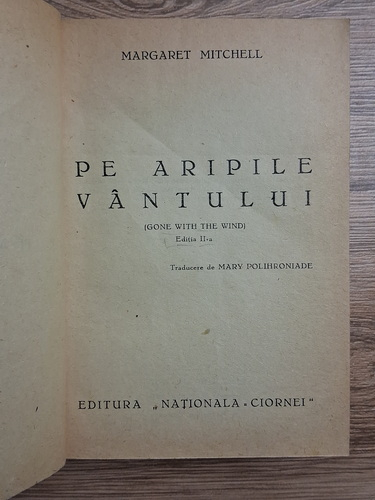 MARGARET MITCHELL
PE ARIPILE
VÂNTULUI
(GONE WITH THE WIND)
Ediția II-a
Traducere de MARY POLIHRONIADE
EDITURA „NAȚIONALA - CIORNEI"